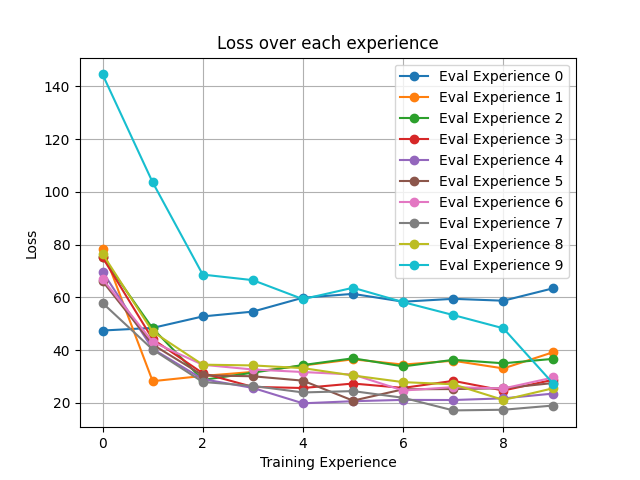 Loss over each experience
Loss
140
120
100
80
60
40
20
0
2
4
6
8
Training Experience
Eval Experience 0
Eval Experience 1
Eval Experience 2
Eval Experience 3
Eval Experience 4
Eval Experience 5
Eval Experience 6
Eval Experience 7
Eval Experience 8
Eval Experience 9